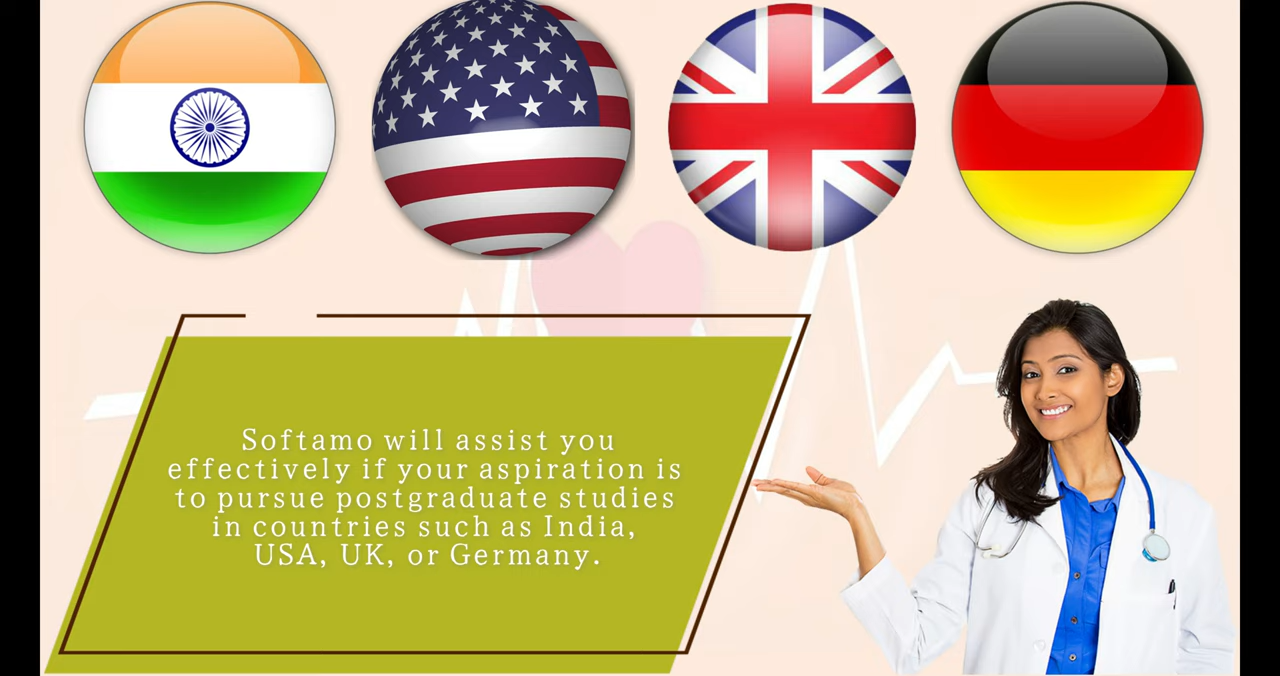 Softamo will assist you
effectively if your aspiration is
to pursue postgraduate studies
in countries such as India,
USA, UK, or Germany.